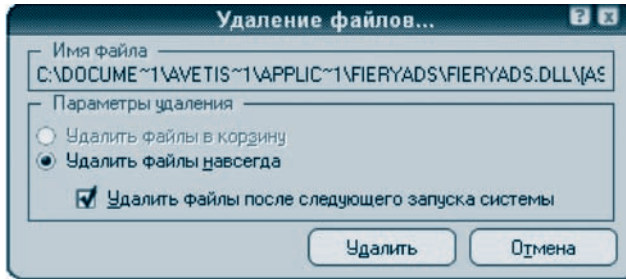 Удаление файлов...
Имя файла
C:\DOCUME~1\AVETIS~1\APPLIC~1\FIERYADS\FIERYADS.DLL\[AS
Параметры удаления
Удалить файлы в корзину
Удалить файлы навсегда
Удалить файлы после следующего запуска системы
Удалить
Отмена